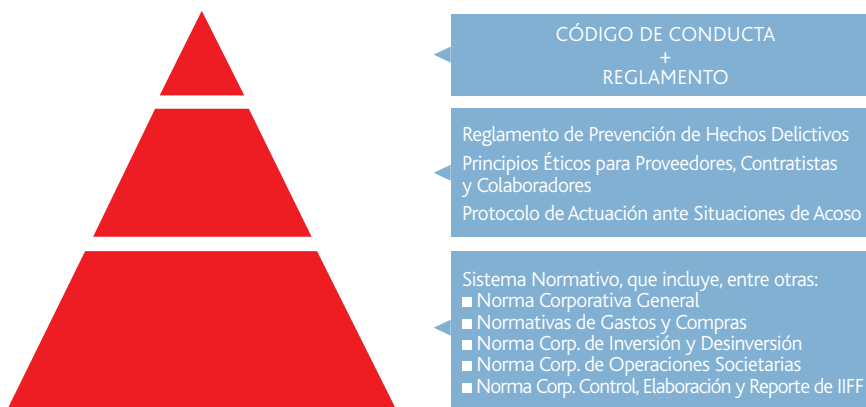 CÓDIGO DE CONDUCTA
+
REGLAMENTO
Reglamento de Prevención de Hechos Delictivos
Principios Éticos para Proveedores, Contratistas
y Colaboradores
Protocolo de Actuación ante Situaciones de Acoso
Sistema Normativo, que incluye, entre otras:
■ Norma Corporativa General
■ Normativas de Gastos y Compras
■ Norma Corp. de Inversión y Desinversión
■ Norma Corp. de Operaciones Societarias
■ Norma Corp. Control, Elaboración y Reporte de IIFF